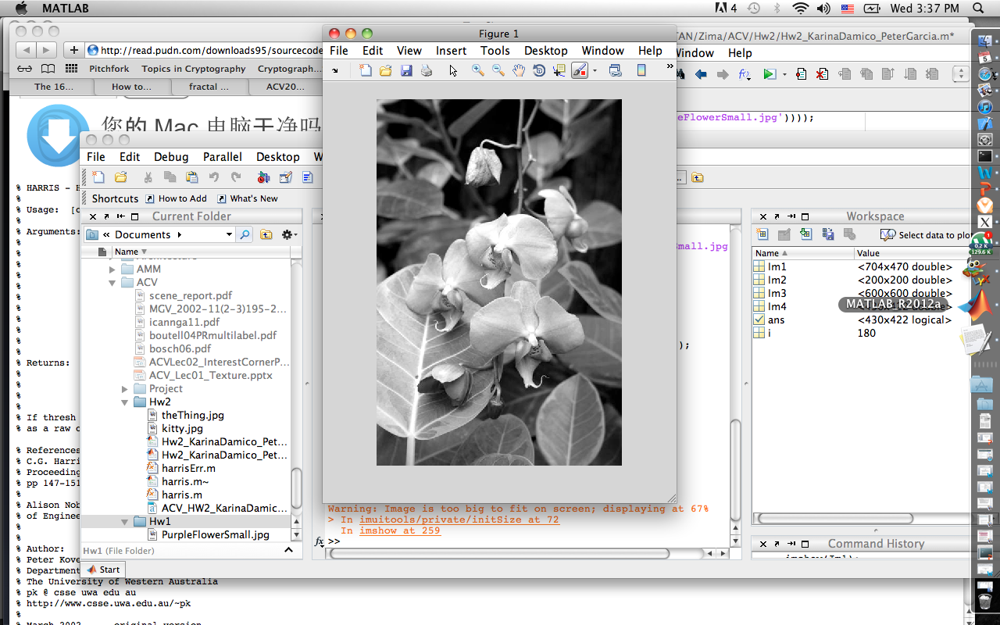 MATLAB
4
Wed 3:37 PM
http://read.pudn.com/downloads95/sourcecode
Pitchfork Topics in Cryptography Cryptograph...
The 16... How to... fractal ... ACV20...
您的 Mac 电脑干净吗
% HARRIS -
%
% Usage:
%
% Arguments:
%
%
%
%
%
%
%
%
%
% Returns:
%
%
%
% If thresh
% as a raw
%
% References
% C.G. Harri
% Proceeding
% pp 147-151
%
% Alison Nob
% of Enginee
%
%
% Author:
% Peter Kove
% Department
% The University of Western Australia
% pk @ csse uwa edu au
% http://www.csse.uwa.edu.au/~pk
%
% March 2002 original version
TAN/Zima/ACV/Hw2/Hw2_KarinaDamico_PeterGarcia.m*
Window Help
eFlowerSmall.jpg'))));
File Edit Debug Parallel Desktop W
Shortcuts How to Add What's New
Current Folder
« Documents
Name
AMM
ACV
scene_report.pdf
MGV_2002-11(2-3)195-2...
icannga11.pdf
boutell04PRmultilabel.pdf
bosch06.pdf
ACVLec02_InterestCornerP...
ACV_Lec01_Texture.pptx
Project
Hw2
theThing.jpg
kitty.jpg
Hw2_KarinaDamico_Pet...
Hw2_KarinaDamico_Pet...
harrisErr.m
harris.m~
harris.m
ACV_HW2_KarinaDamic...
Hw1
PurpleFlowerSmall.jpg
Hw1 (File Folder)
Start
Figure 1
File Edit View Insert Tools Desktop Window Help
Small.jpg
);
Warning: Image is too big to fit on screen; displaying at 67%
> In imuitools/private/initSize at 72
In imshow at 259
fx >>
Workspace
Select data to plot
Name Value
Im1 <704x470 double>
Im2 <200x200 double>
Im3 <600x600 double>
Im4
ans <430x422 logical>
i 180
MATLAB_R2012a
Command History
imshow(Im1);
5
1
0.2 K
129.6 K